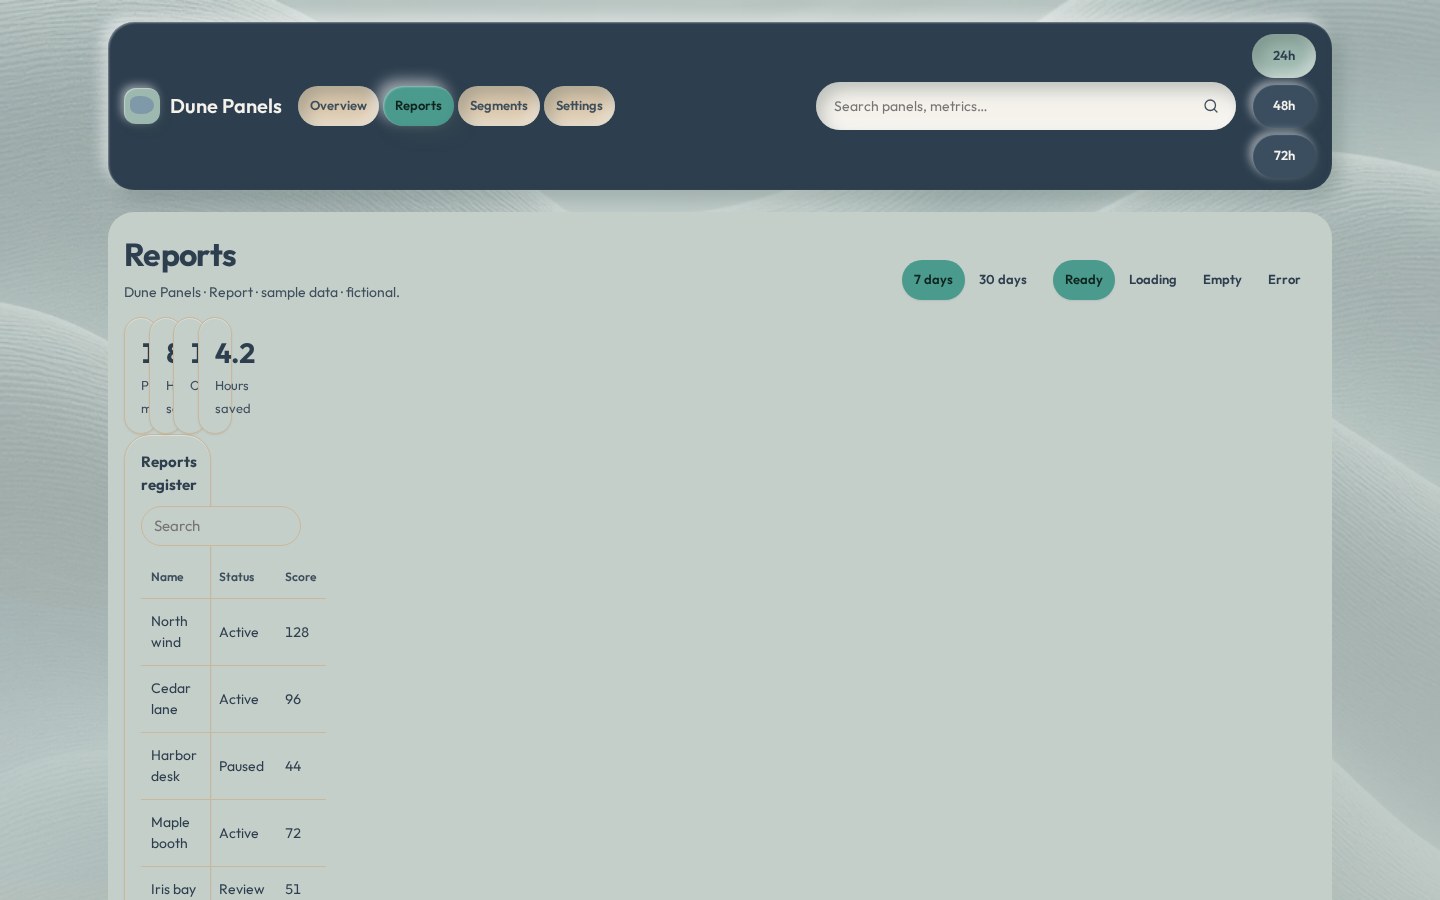 Dune Panels
Overview
Reports
Segments
Settings
Search panels, metrics…
24h
48h
72h
Reports
Dune Panels · Report · sample data · fictional.
7 days
30 days
Ready
Loading
Empty
Error
4.2
Hours
saved
Reports
register
Search
Name Status Score
North
wind
Active 128
Cedar
lane
Active 96
Harbor
desk
Paused 44
Maple
booth
Active 72
Iris bay Review 51